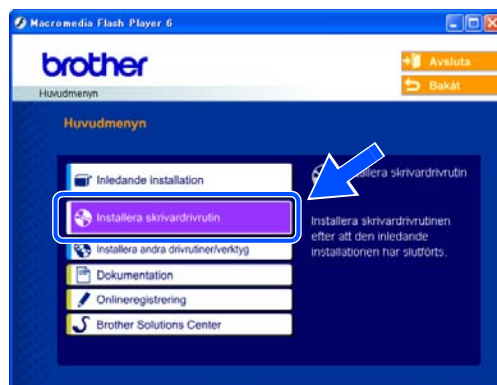 Macromedia Flash Player 6
brother
Avsluta
Bakåt
Huvudmenyn
Huvudmenyn
Inledande installation
Installera skrivardrivrutin
Installera andra drivrutiner/verktyg
Dokumentation
Onlineregistrering
Brother Solutions Center
skrivardrivrutin
Installera skrivardrivrutinen
efter att den inledande
installationen har slutförts.